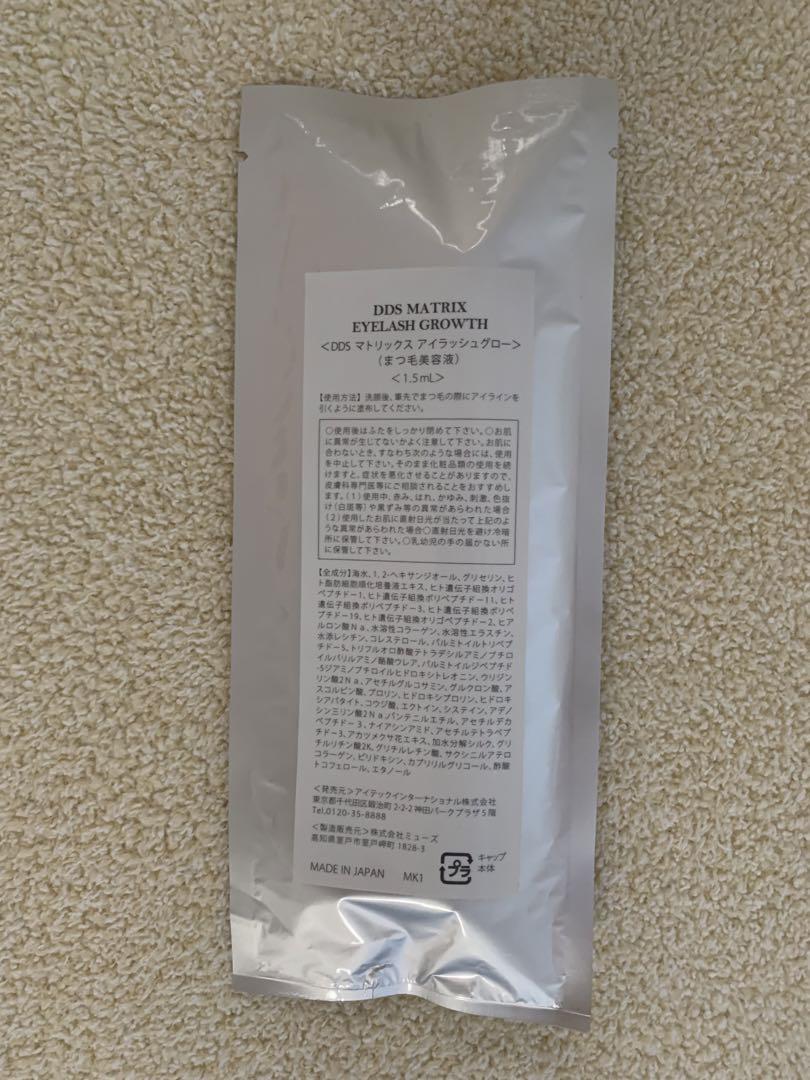 DDS MATRIX
EYELASH GROWTH
＜DDS マトリックス アイラッシュグロー＞
（まつ毛美容液）
＜1.5mL＞
【使用方法】洗顔後、筆先でまつ毛の際にアイラインを
引くように塗布してください。
○使用後はふたをしっかり閉めて下さい。○お肌
に異常が生じてないかよく注意して下さい。お肌に
合わないとき、すなわち次のような場合には、使用
を中止して下さい。そのまま化粧品類の使用を続
けますと、症状を悪化させることがありますので、
皮膚科専門医等にご相談されることをおすすめし
ます。（1）使用中、赤み、はれ、かゆみ、刺激、色抜
け（白斑等）や黒ずみ等の異常があらわれた場合
（2）使用したお肌に直射日光が当たって上記のよ
うな異常があらわれた場合○直射日光を避け冷暗
所に保管して下さい。○乳幼児の手の届かない所
に保管して下さい。
【全成分】海水、1, 2-ヘキサンジオール、グリセリン、ヒ
ト脂肪細胞順化培養液エキス、ヒト遺伝子組換オリゴ
ペプチド-1、ヒト遺伝子組換ポリペプチド-11、ヒト
遺伝子組換ポリペプチド-3、ヒト遺伝子組換ポリペ
プチド-19、ヒト遺伝子組換オリゴペプチド-2、ヒア
ルロン酸Na、水溶性コラーゲン、水溶性エラスチン、
水添レシチン、コレステロール、パルミトイルトリペプ
チド-5、トリフルオロ酢酸テトラデシルアミノブチロ
イルバリルアミノ酪酸ウレア、パルミトイルジペプチド
-5ジアミノブチロイルヒドロキシトレオニン、ウリジン
リン酸2Na、アセチルグルコサミン、グルクロン酸、ア
スコルビン酸、プロリン、ヒドロキシプロリン、ヒドロキ
シアパタイト、コウジ酸、エクトイン、システイン、アデノ
シン三リン酸2Na、パンテニルエチル、アセチルデカ
ペプチド-3、ナイアシンアミド、アセチルテトラペプ
チド-3、アカツメクサ花エキス、加水分解シルク、グリ
チルリチン酸2K、グリチルレチン酸、サクシニルアテロ
コラーゲン、ピリドキシン、カプリリルグリコール、酢酸
トコフェロール、エタノール
＜発売元＞アイテックインターナショナル株式会社
東京都千代田区鍛冶町2-2-2 神田パークプラザ5階
Tel,0120-35-8888
＜製造販売元＞株式会社ミューズ
高知県室戸市室戸岬町 1828-3
MADE IN JAPAN MK1
プラ
キャップ
本体